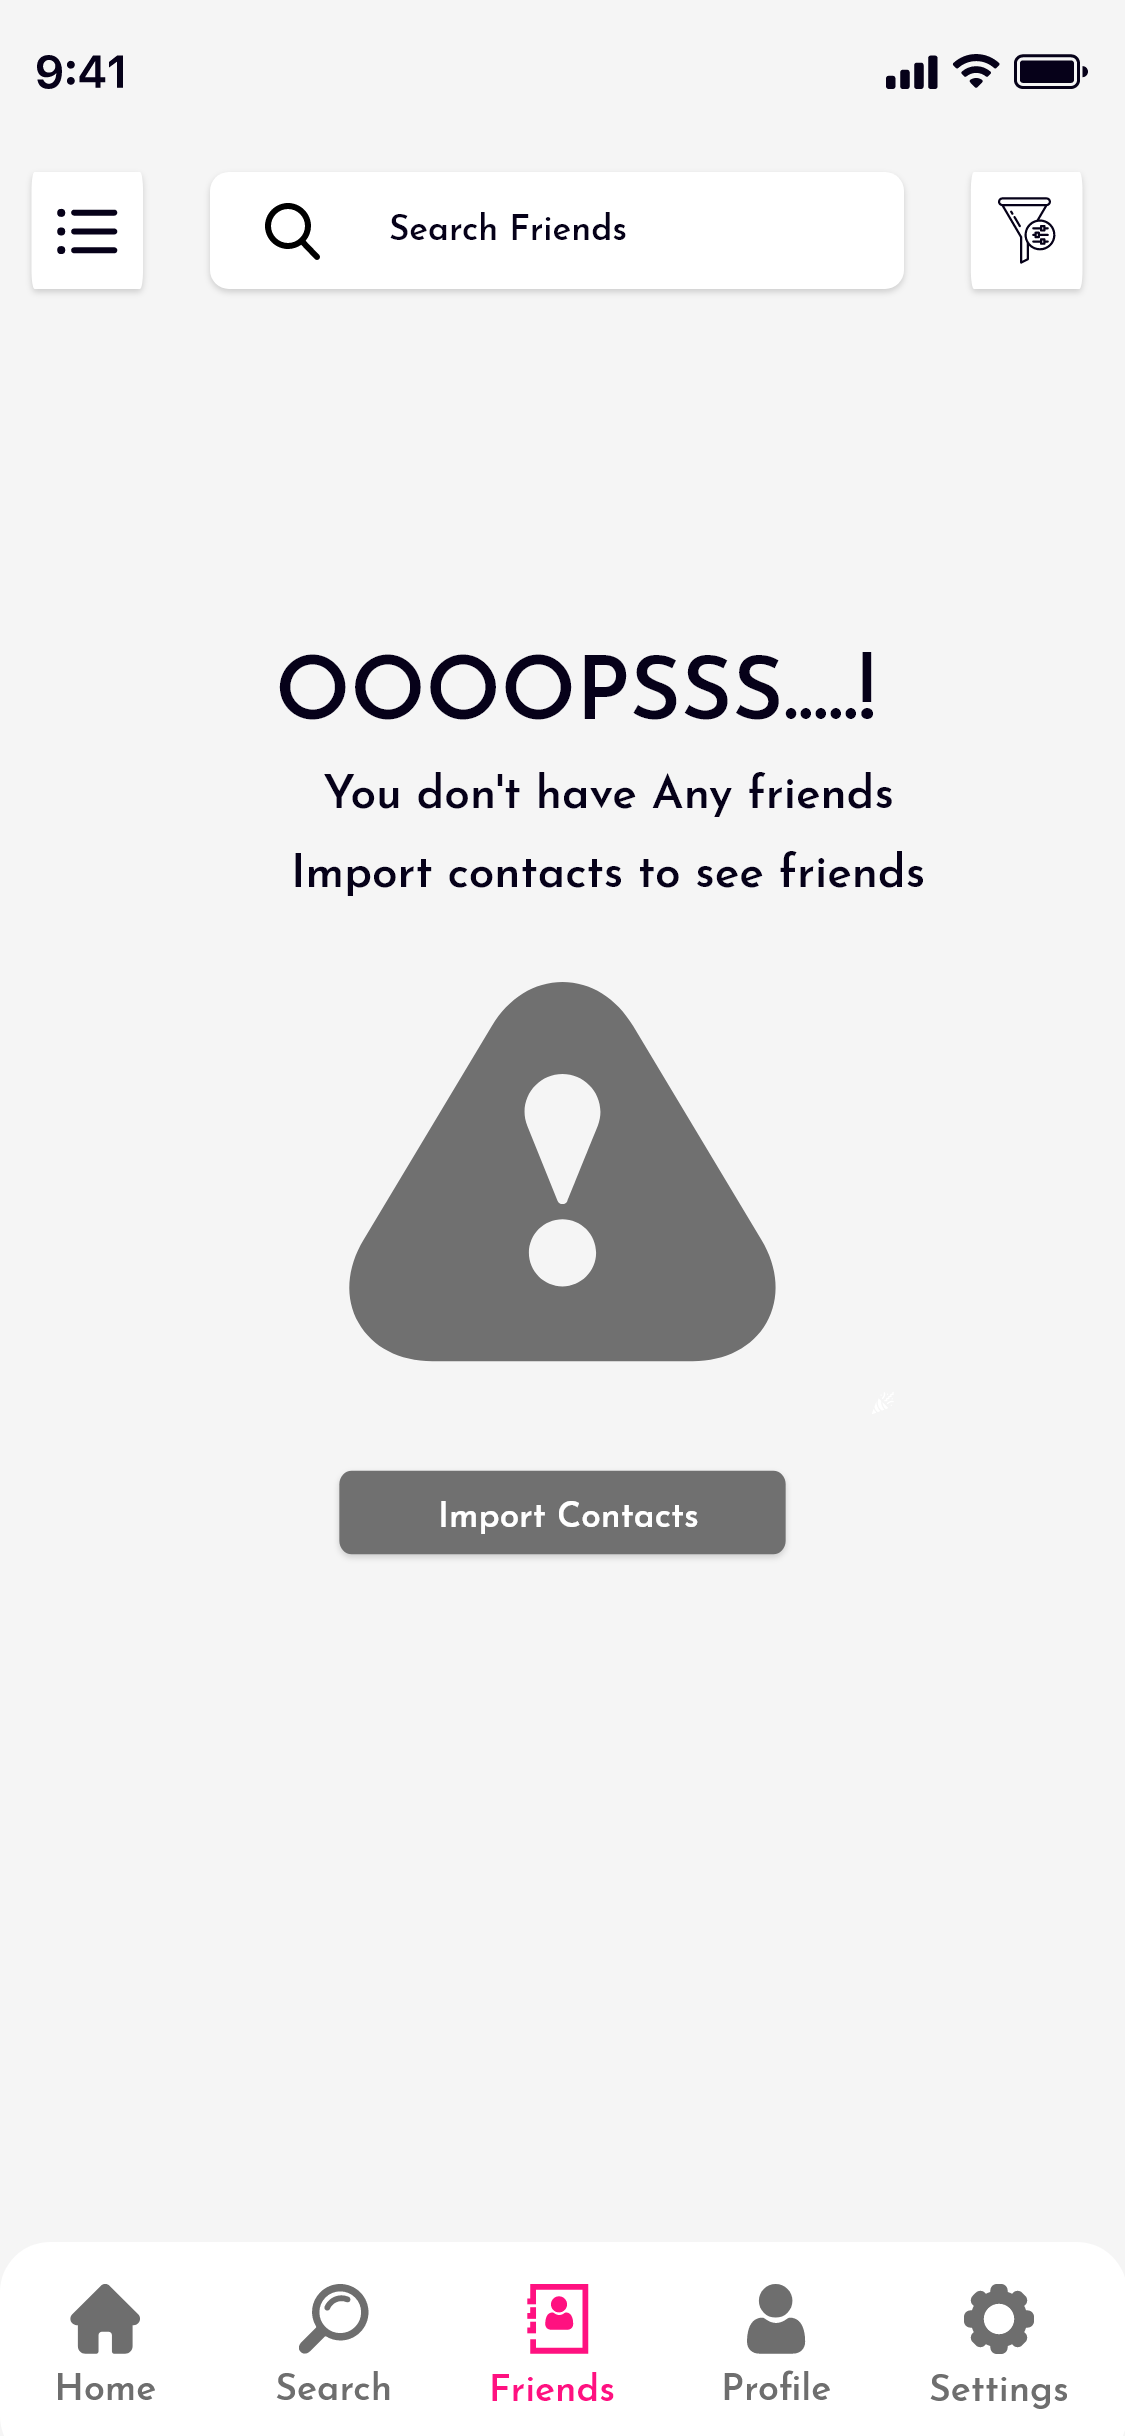 9:41
Search Friends
OOOOPSSS.....!
You don't have Any friends
Import contacts to see friends
Import Contacts
Home
Search
Friends
Profile
Settings